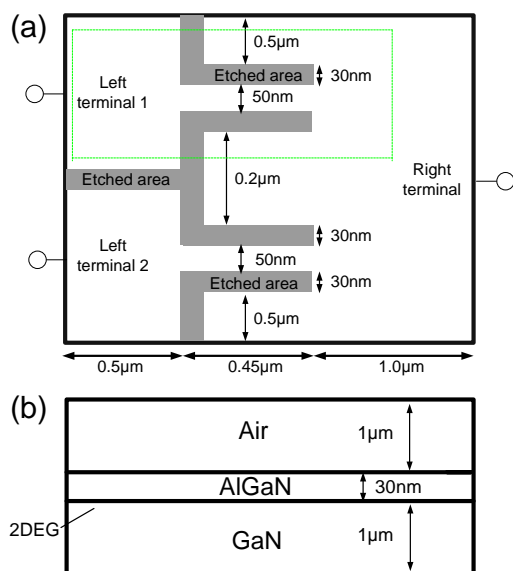 (a)
0.5µm
Etched area
30nm
Left
terminal 1
50nm
Etched area
0.2µm
Right
terminal
Left
terminal 2
30nm
50nm
Etched area
30nm
0.5µm
0.5µm
0.45µm
1.0µm
(b)
Air
1µm
AlGaN
30nm
2DEG
GaN
1µm